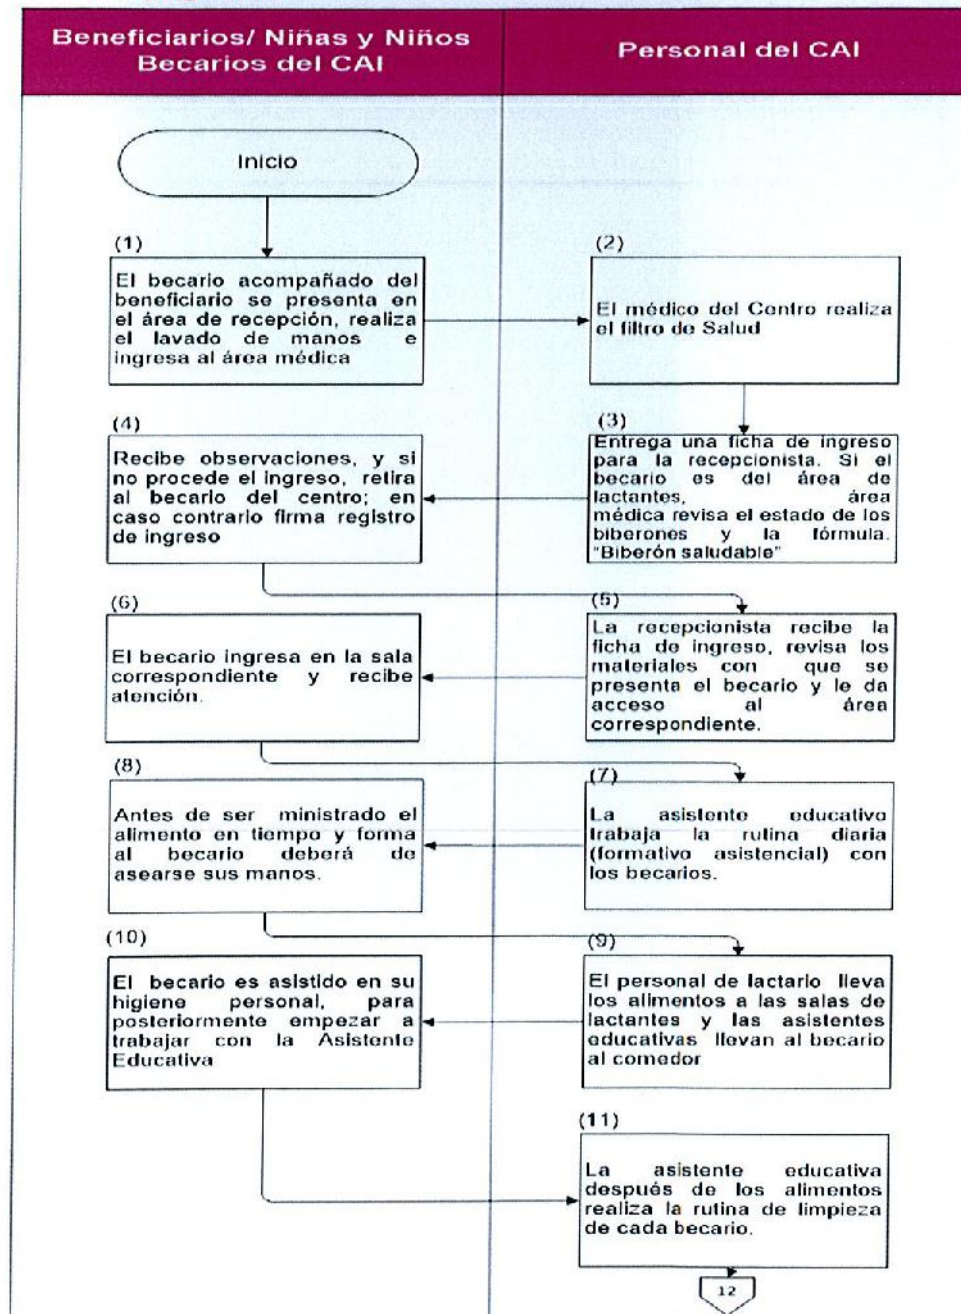 Beneficiarios/ Niñas y Niños
Becarios del CAI
Personal del CAI
Inicio
(1)
El becario acompañado del
beneficiario se presenta en
el área de recepción, realiza
el lavado de manos e
ingresa al área médica
(2)
El médico del Centro realiza
el filtro de Salud
(3)
Entrega una ficha de ingreso
para la recepcionista. Si el
becario es del área de
lactantes, área
médica revisa el estado de los
biberones y la fórmula.
"Biberón saludable"
(4)
Recibe observaciones, y si
no procede el ingreso, retira
al becario del centro; en
caso contrario firma registro
de ingreso
(5)
La recepcionista recibe la
ficha de ingreso, revisa los
materiales con que se
presenta el becario y le da
acceso al área
correspondiente.
(6)
El becario ingresa en la sala
correspondiente y recibe
atención.
(7)
La asistente educativo
trabaja la rutina diaria
(formativo asistencial) con
los becarios.
(8)
Antes de ser ministrado el
alimento en tiempo y forma
al becario deberá de
asearse sus manos.
(9)
El personal de lactario lleva
los alimentos a las salas de
lactantes y las asistentes
educativas llevan al becario
al comedor
(10)
El becario es asistido en su
higiene personal, para
posteriormente empezar a
trabajar con la Asistente
Educativa
(11)
La asistente educativa
después de los alimentos
realiza la rutina de limpieza
de cada becario.
12